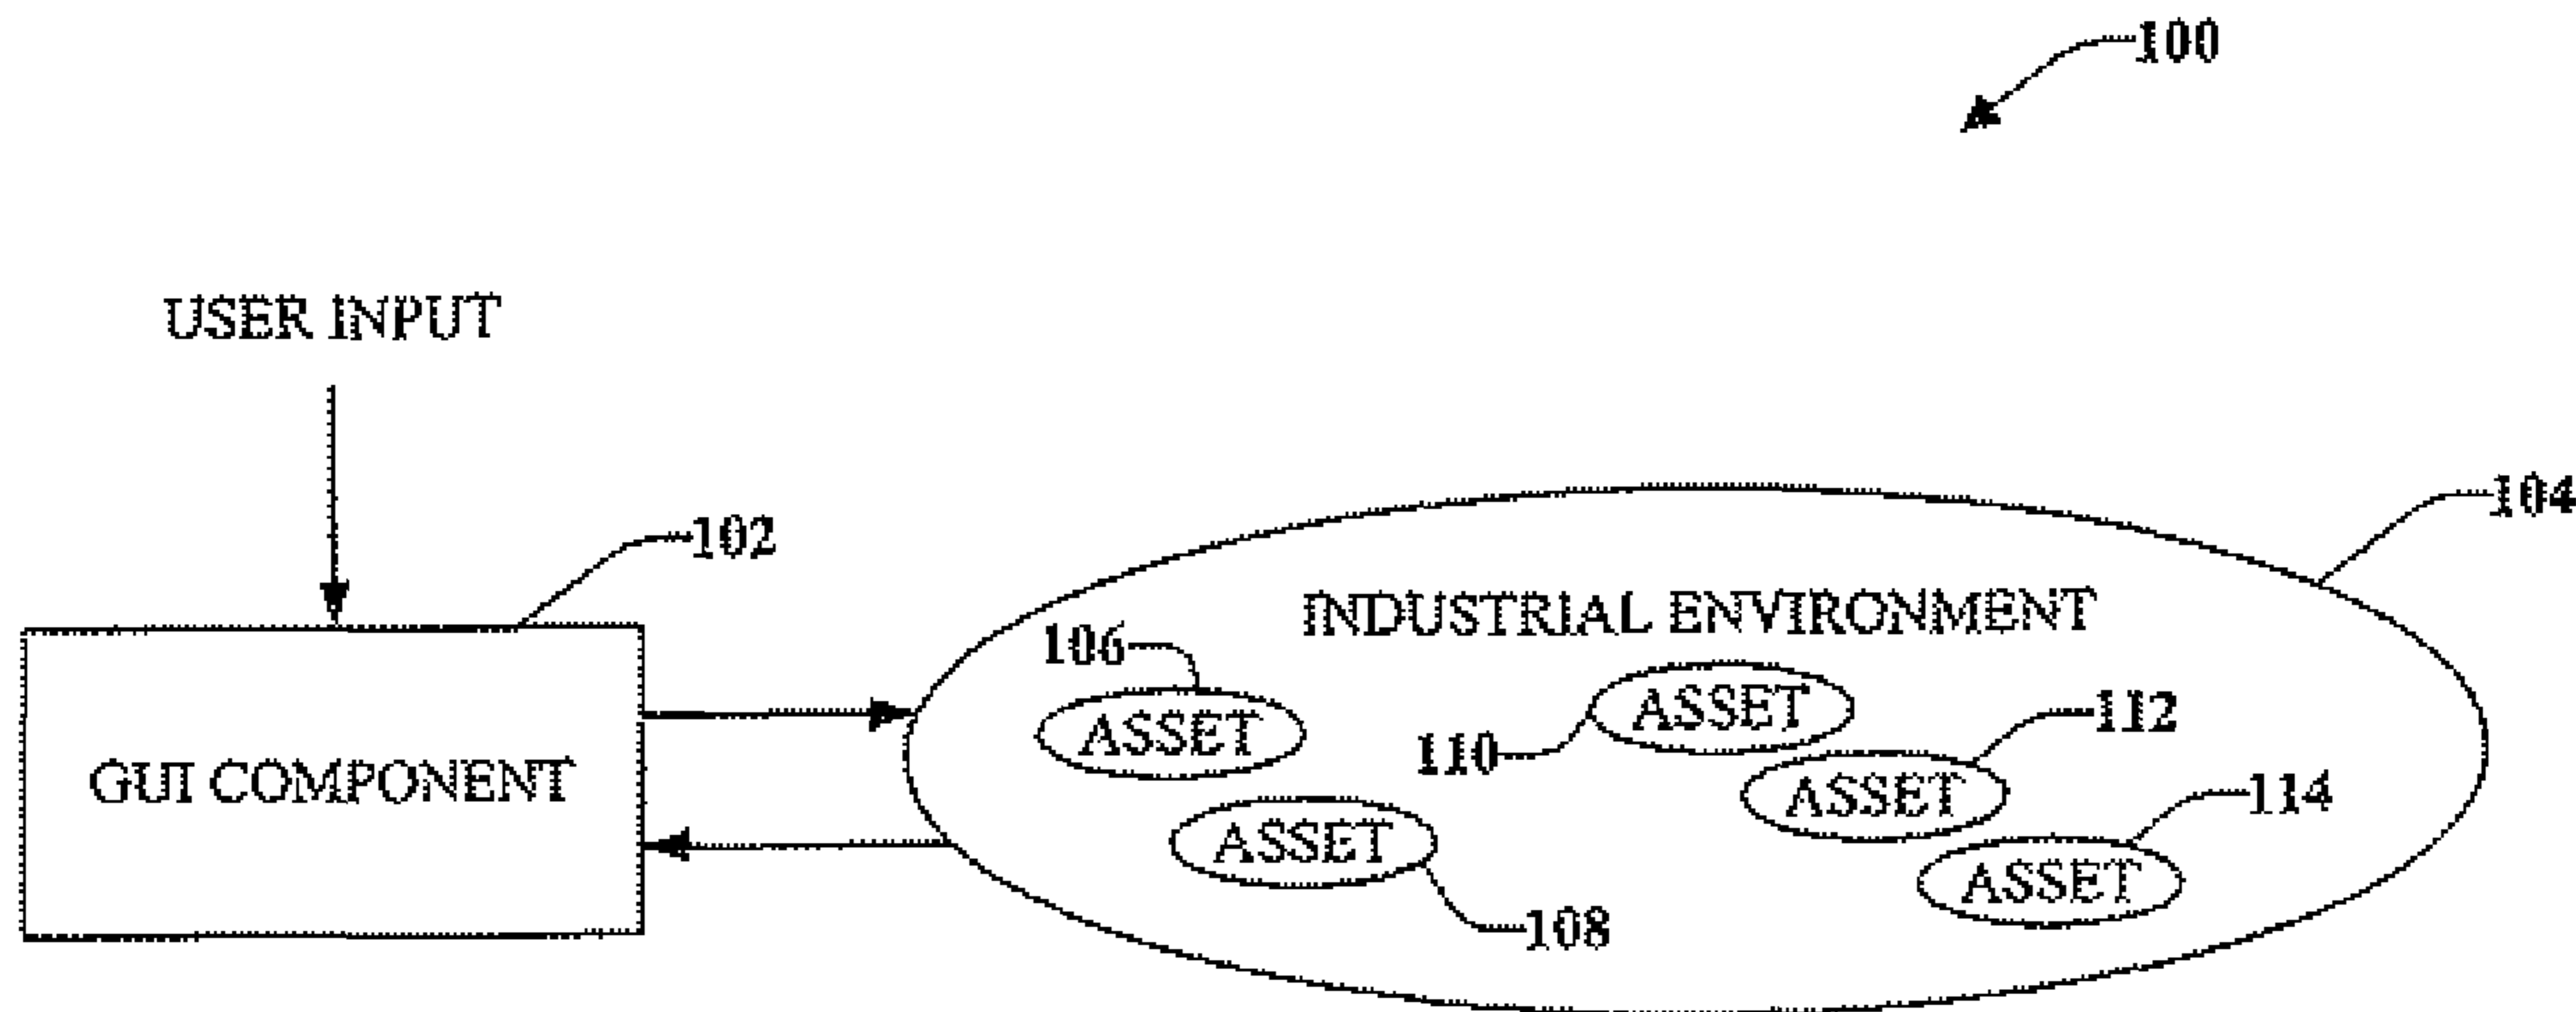 100
USER INPUT
102
104
INDUSTRIAL ENVIRONMENT
106
ASSET
110
ASSET
112
GUI COMPONENT
ASSET
114
ASSET
ASSET
108